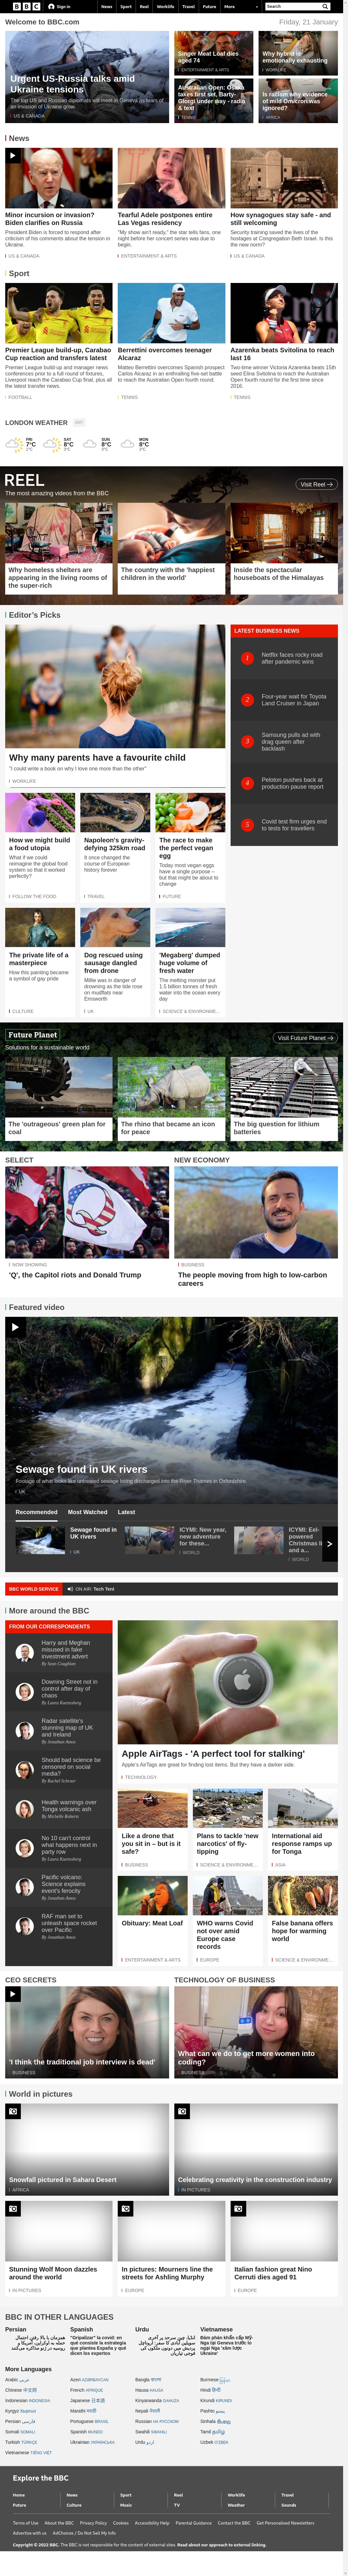 BBC
Sign in
News
Sport
Reel
Worklife
Travel
Future
More
Search
Welcome to BBC.com
Friday, 21 January
Urgent US-Russia talks amid
Ukraine tensions
The top US and Russian diplomats will meet in Geneva as fears of
an invasion of Ukraine grow.
US & CANADA
Singer Meat Loaf dies
aged 74
ENTERTAINMENT & ARTS
Why hybrid is
emotionally exhausting
WORKLIFE
Australian Open: Osaka
takes first set, Barty-
Giorgi under way - radio
& text
TENNIS
Is racism why evidence
of mild Omicron was
ignored?
AFRICA
News
Minor incursion or invasion?
Biden clarifies on Russia
President Biden is forced to respond after
criticism of his comments about the tension in
Ukraine.
US & CANADA
Tearful Adele postpones entire
Las Vegas residency
"My show ain't ready," the star tells fans, one
night before her concert series was due to
begin.
ENTERTAINMENT & ARTS
How synagogues stay safe - and
still welcoming
Security training likely saved the lives of the
hostages at Congregation Beth Israel. Is this
the new norm?
US & CANADA
Sport
Premier League build-up, Carabao
Cup reaction and transfers latest
Premier League build-up and manager news
conferences prior to a full round of fixtures,
Liverpool reach the Carabao Cup final, plus all
the latest transfer news.
FOOTBALL
Berrettini overcomes teenager
Alcaraz
Matteo Berrettini overcomes Spanish prospect
Carlos Alcaraz in an enthralling five-set battle
to reach the Australian Open fourth round.
TENNIS
Azarenka beats Svitolina to reach
last 16
Two-time winner Victoria Azarenka beats 15th
seed Elina Svitolina to reach the Australian
Open fourth round for the first time since
2016.
TENNIS
LONDON WEATHER
FRI
7°C
2°C
SAT
8°C
3°C
SUN
8°C
5°C
MON
8°C
3°C
REEL
Visit Reel
The most amazing videos from the BBC
Why homeless shelters are
appearing in the living rooms of
the super-rich
The country with the 'happiest
children in the world'
Inside the spectacular
houseboats of the Himalayas
Editor's Picks
Why many parents have a favourite child
"I could write a book on why I love one more than the other"
WORKLIFE
LATEST BUSINESS NEWS
1
Netflix faces rocky road
after pandemic wins
2
Four-year wait for Toyota
Land Cruiser in Japan
3
Samsung pulls ad with
drag queen after
backlash
4
Peloton pushes back at
production pause report
5
Covid test firm urges end
to tests for travellers
How we might build
a food utopia
What if we could
reimagine the global food
system so that it worked
perfectly?
FOLLOW THE FOOD
Napoleon's gravity-
defying 325km road
It once changed the
course of European
history forever
TRAVEL
The race to make
the perfect vegan
egg
Today most vegan eggs
have a single purpose –
but that might be about to
change
FUTURE
The private life of a
masterpiece
How this painting became
a symbol of gay pride
CULTURE
Dog rescued using
sausage dangled
from drone
Millie was in danger of
drowning as the tide rose
on mudflats near
Emsworth
UK
'Megaberg' dumped
huge volume of
fresh water
The melting monster put
1.5 billion tonnes of fresh
water into the ocean every
day
SCIENCE & ENVIRONME...
Future Planet
Visit Future Planet
Solutions for a sustainable world
The 'outrageous' green plan for
coal
The rhino that became an icon
for peace
The big question for lithium
batteries
SELECT
NOW SHOWING
'Q', the Capitol riots and Donald Trump
NEW ECONOMY
BUSINESS
The people moving from high to low-carbon
careers
Featured video
Sewage found in UK rivers
Footage of what looks like untreated sewage being discharged into the River Thames in Oxfordshire.
UK
Recommended
Most Watched
Latest
Sewage found in
UK rivers
UK
ICYMI: New year,
new adventure
for these...
WORLD
ICYMI: Eel-
powered
Christmas
and a...
WORLD
BBC WORLD SERVICE
ON AIR: Tech Tent
More around the BBC
FROM OUR CORRESPONDENTS
Harry and Meghan
misused in fake
investment advert
By Sean Coughlan
Downing Street not in
control after day of
chaos
By Laura Kuenssberg
Radar satellite's
stunning map of UK
and Ireland
By Jonathan Amos
Should bad science be
censored on social
media?
By Rachel Schraer
Health warnings over
Tonga volcanic ash
By Michelle Roberts
No 10 can't control
what happens next in
party row
By Laura Kuenssberg
Pacific volcano:
Science explains
event's ferocity
By Jonathan Amos
RAF man set to
unleash space rocket
over Pacific
By Jonathan Amos
Apple AirTags - 'A perfect tool for stalking'
Apple's AirTags are great for finding lost items. But they have a darker side.
TECHNOLOGY
Like a drone that
you sit in – but is it
safe?
BUSINESS
Plans to tackle 'new
narcotics' of fly-
tipping
SCIENCE & ENVIRONME...
International aid
response ramps up
for Tonga
ASIA
Obituary: Meat Loaf
ENTERTAINMENT & ARTS
WHO warns Covid
not over amid
Europe case
records
EUROPE
False banana offers
hope for warming
world
SCIENCE & ENVIRONME...
CEO SECRETS
'I think the traditional job interview is dead'
BUSINESS
TECHNOLOGY OF BUSINESS
What can we do to get more women into
coding?
BUSINESS
World in pictures
Snowfall pictured in Sahara Desert
AFRICA
Celebrating creativity in the construction industry
IN PICTURES
Stunning Wolf Moon dazzles
around the world
IN PICTURES
In pictures: Mourners line the
streets for Ashling Murphy
EUROPE
Italian fashion great Nino
Cerruti dies aged 91
EUROPE
BBC IN OTHER LANGUAGES
Persian
Spanish
"Gripalizar" la covid: en
qué consiste la estrategia
que plantea España y qué
dicen los expertos
Urdu
Vietnamese
Đàm phán khẩn cấp Mỹ-
Nga tại Geneva trước lo
ngại Nga 'xâm lược
Ukraine'
More Languages
Arabic عربي
Azeri AZƏRBAYCAN
Bangla বাংলা
Burmese
Chinese 中文网
French AFRIQUE
Hausa HAUSA
Hindi हिन्दी
Indonesian INDONESIA
Japanese 日本語
Kinyarwanda GAHUZA
Kirundi KIRUNDI
Kyrgyz Кыргыз
Marathi मराठी
Nepali नेपाली
Pashto پښتو
Persian فارسی
Portuguese BRASIL
Russian НА РУССКОМ
Sinhala සිංහල
Somali SOMALI
Spanish MUNDO
Swahili SWAHILI
Tamil தமிழ்
Turkish TÜRKÇE
Ukrainian УКРАЇНСЬКA
Urdu اردو
Uzbek O'ZBEK
Vietnamese TIẾNG VIỆT
Explore the BBC
Home
News
Sport
Reel
Worklife
Travel
Future
Culture
Music
TV
Weather
Sounds
Terms of Use
About the BBC
Privacy Policy
Cookies
Accessibility Help
Parental Guidance
Contact the BBC
Get Personalised Newsletters
Advertise with us
AdChoices / Do Not Sell My Info
Copyright © 2022 BBC. The BBC is not responsible for the content of external sites. Read about our approach to external linking.